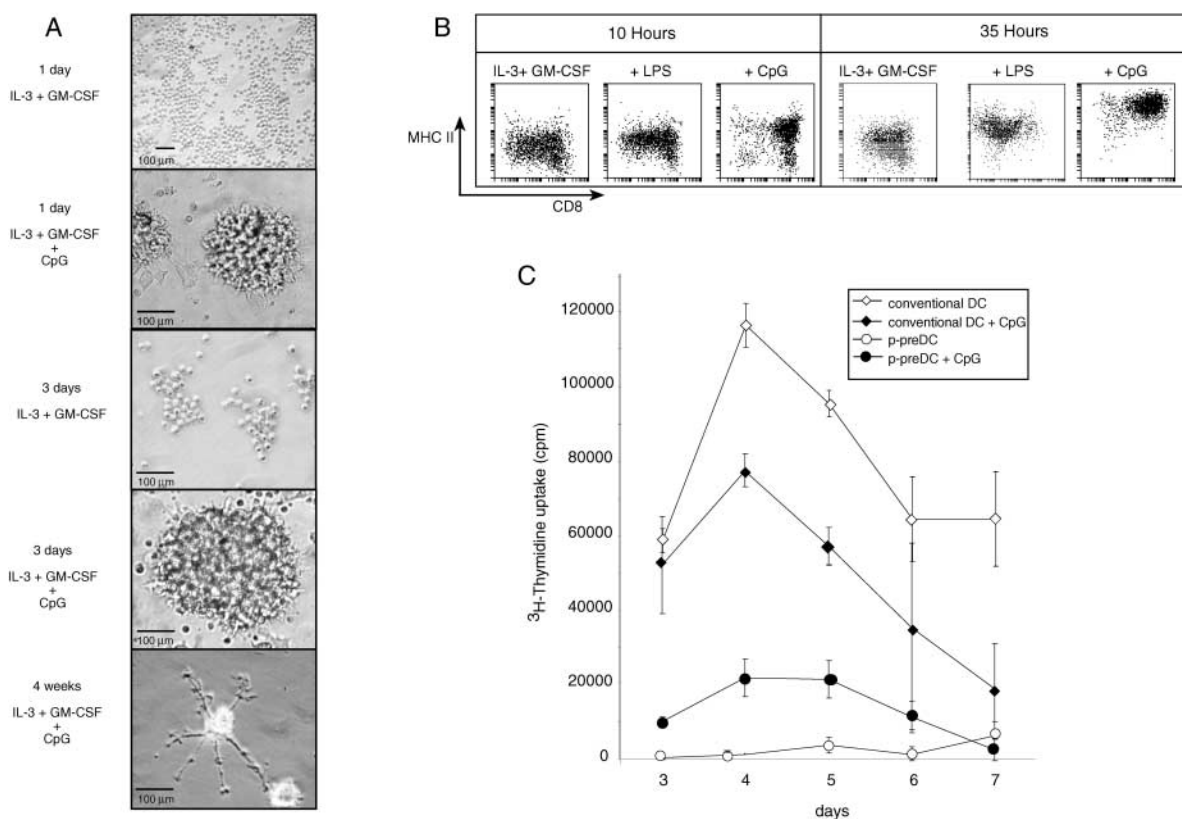 A
1 day
IL-3 + GM-CSF
100 μm
1 day
IL-3 + GM-CSF
+
CpG
100 μm
3 days
IL-3 + GM-CSF
100 μm
3 days
IL-3 + GM-CSF
+
CpG
100 μm
4 weeks
IL-3 + GM-CSF
+
CpG
100 μm
B
10 Hours
35 Hours
IL-3+ GM-CSF
+ LPS
+ CpG
IL-3+ GM-CSF
+ LPS
+ CpG
MHC II
CD8
C
conventional DC
conventional DC + CpG
p-preDC
p-preDC + CpG
120000
100000
80000
60000
40000
20000
0
³H-Thymidine uptake (cpm)
3 4 5 6 7
days